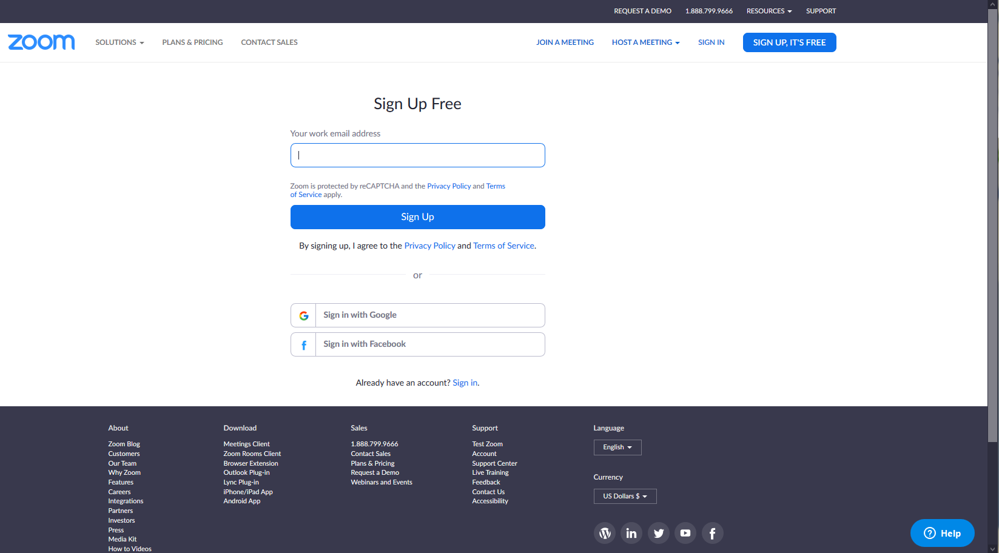 REQUEST A DEMO 1.888.799.9666 RESOURCES SUPPORT
zoom SOLUTIONS PLANS & PRICING CONTACT SALES JOIN A MEETING HOST A MEETING SIGN IN SIGN UP, IT'S FREE
Sign Up Free
Your work email address
Zoom is protected by reCAPTCHA and the Privacy Policy and Terms
of Service apply.
Sign Up
By signing up, I agree to the Privacy Policy and Terms of Service.
or
Sign in with Google
Sign in with Facebook
Already have an account? Sign in.
About
Zoom Blog
Customers
Our Team
Why Zoom
Features
Careers
Integrations
Partners
Investors
Press
Media Kit
How to Videos
Download
Meetings Client
Zoom Rooms Client
Browser Extension
Outlook Plug-in
Lync Plug-in
iPhone/iPad App
Android App
Sales
1.888.799.9666
Contact Sales
Plans & Pricing
Request a Demo
Webinars and Events
Support
Test Zoom
Account
Support Center
Live Training
Feedback
Contact Us
Accessibility
Language
English
Currency
US Dollars $
Help